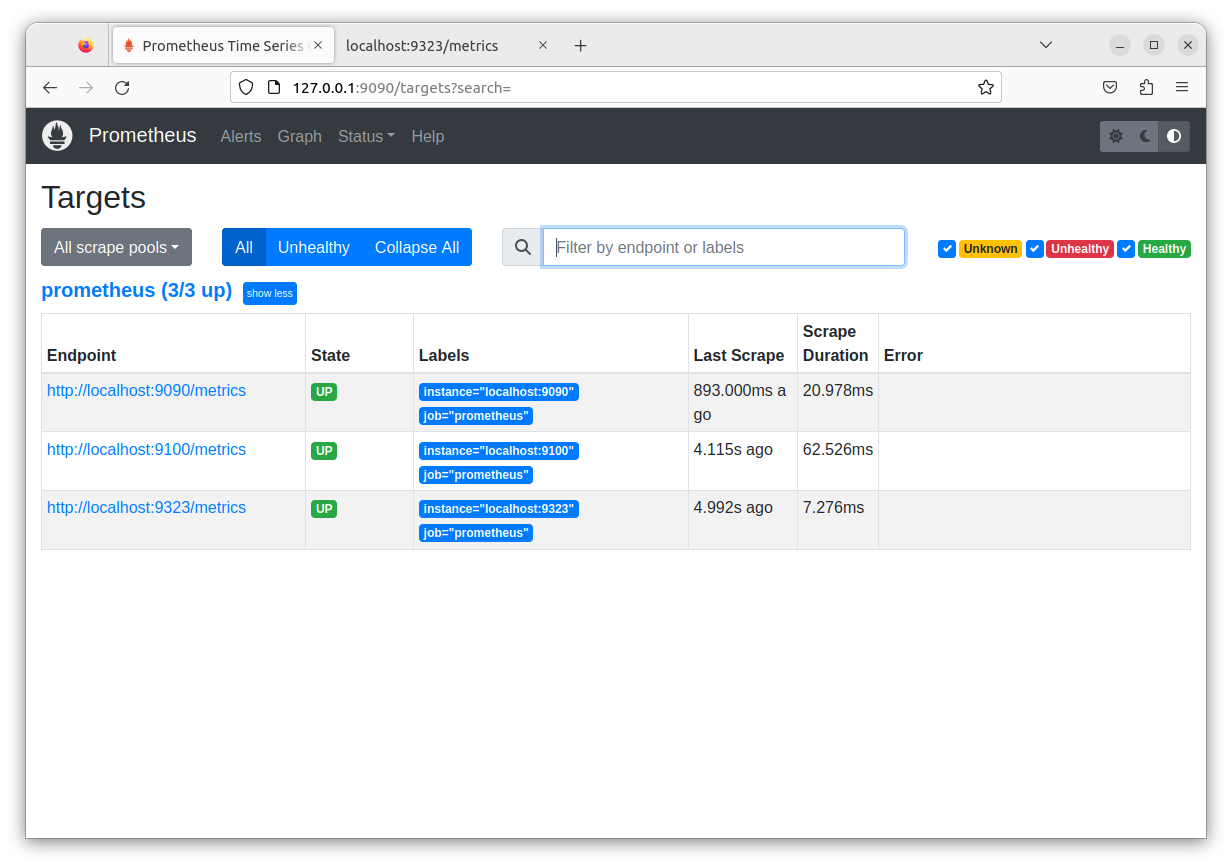 Prometheus Time Series
localhost:9323/metrics
127.0.0.1:9090/targets?search=
Prometheus Alerts Graph Status Help
Targets
All scrape pools All Unhealthy Collapse All Filter by endpoint or labels Unknown Unhealthy Healthy
prometheus (3/3 up) show less
Endpoint State Labels Last Scrape Scrape Duration Error
http://localhost:9090/metrics UP instance="localhost:9090" 893.000ms a 20.978ms
job="prometheus" go
http://localhost:9100/metrics UP instance="localhost:9100" 4.115s ago 62.526ms
job="prometheus"
http://localhost:9323/metrics UP instance="localhost:9323" 4.992s ago 7.276ms
job="prometheus"